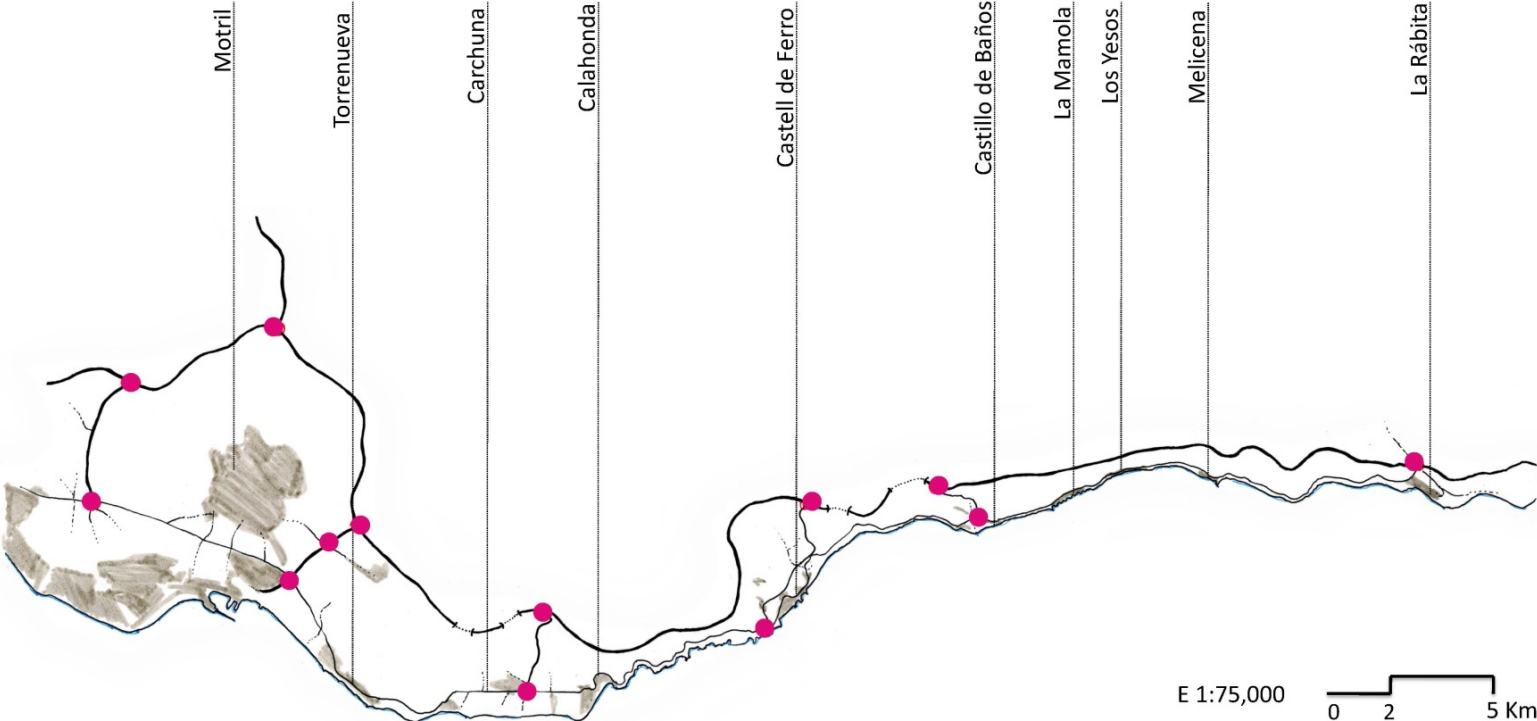 Motril
Torrenueva
Carchuna
Calahonda
Castell de Ferro
Castillo de Baños
La Mamola
Los Yesos
Melicena
La Rábita
E 1:75,000
0 2 5 Km